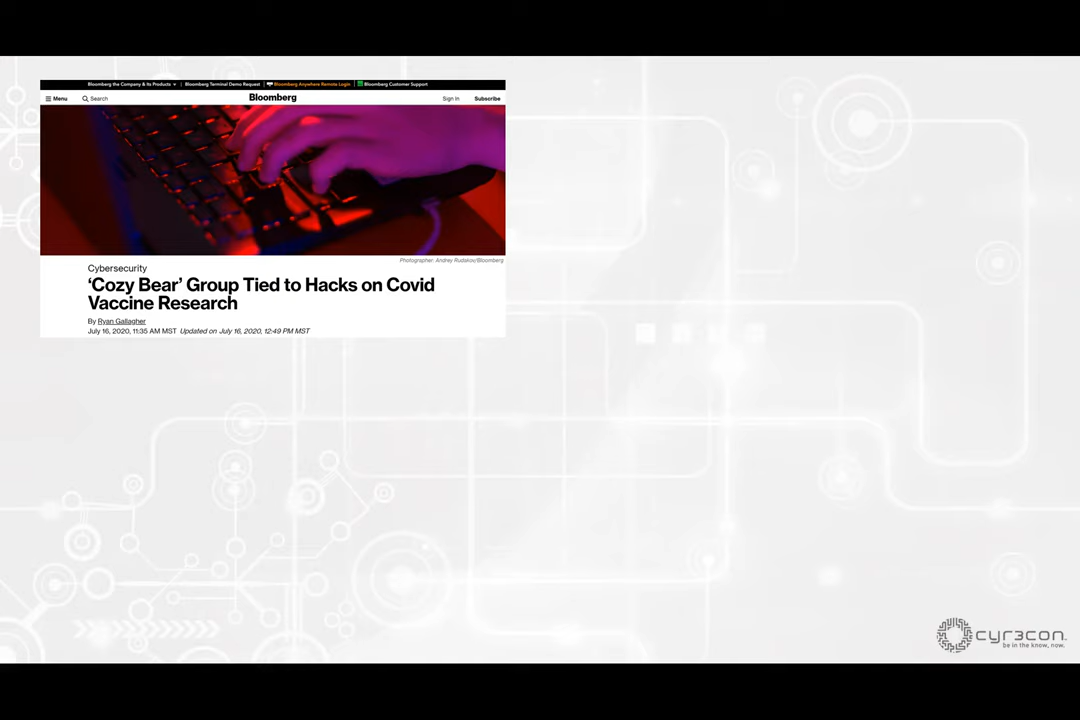 Bloomberg the Company & Its Products | Bloomberg Terminal Demo Request | Bloomberg Anywhere Remote Login | Bloomberg Customer Support
Menu Search Bloomberg Sign In Subscribe
Photographer: Andrey Rudakov/Bloomberg
Cybersecurity
‘Cozy Bear’ Group Tied to Hacks on Covid
Vaccine Research
By Ryan Gallagher
July 16, 2020, 11:35 AM MST Updated on July 16, 2020, 12:49 PM MST
cyr3con
be in the know, now.